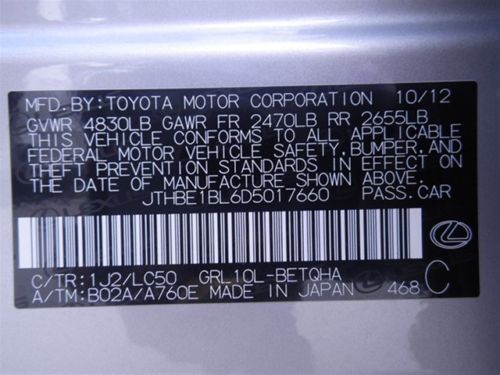 MFD.BY:TOYOTA MOTOR CORPORATION 10/12
GVWR 4830LB GAWR FR 2470LB RR 2655LB
THIS VEHICLE CONFORMS TO ALL APPLICABLE
FEDERAL MOTOR VEHICLE SAFETY,BUMPER,AND
THEFT PREVENTION STANDARDS IN EFFECT ON
THE DATE OF MANUFACTURE SHOWN ABOVE.
JTHBE1BL6D5017660 PASS.CAR
C/TR:1J2/LC50 GRL10L-BETQHA C
A/TM:B02A/A760E MADE IN JAPAN 468